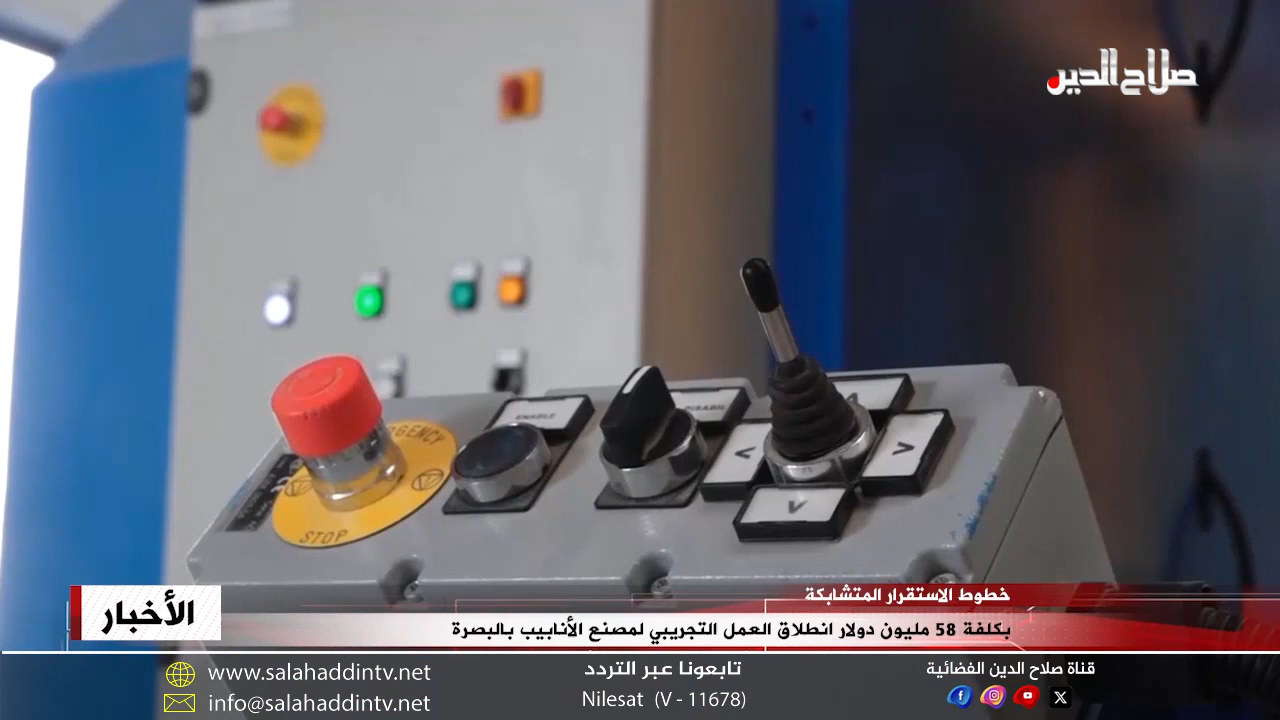 صلاح الدين
EMERGENCY
STOP
ENABLE
خطوط الاستقرار المتشابكة
الأخبار
بكلفة 58 مليون دولار انطلاق العمل التجريبي لمصنع الأنابيب بالبصرة
قناة صلاح الدين الفضائية
تابعونا عبر التردد
Nilesat (V - 11678)
www.salahaddintv.net
info@salahaddintv.net